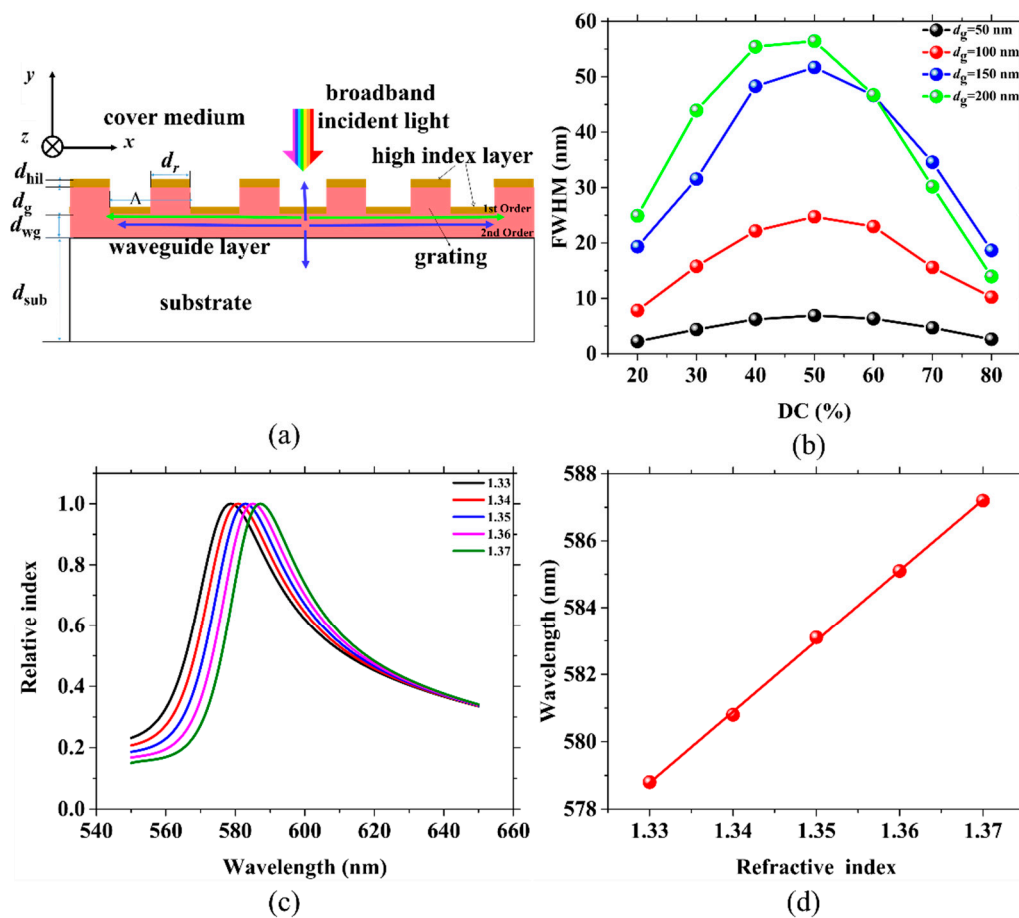 y
z
x
cover medium
broadband
incident light
high index layer
d_hil
d_r
d_g
Λ
1st Order
d_wg
2nd Order
waveguide layer
grating
d_sub
substrate
(a)
FWHM (nm)
60
50
40
30
20
10
0
d_g=50 nm
d_g=100 nm
d_g=150 nm
d_g=200 nm
20 30 40 50 60 70 80
DC (%)
(b)
Relative index
1.0
0.8
0.6
0.4
0.2
0.0
1.33
1.34
1.35
1.36
1.37
540 560 580 600 620 640 660
Wavelength (nm)
(c)
Wavelength (nm)
588
586
584
580
578
1.33 1.34 1.35 1.36 1.37
Refractive index
(d)